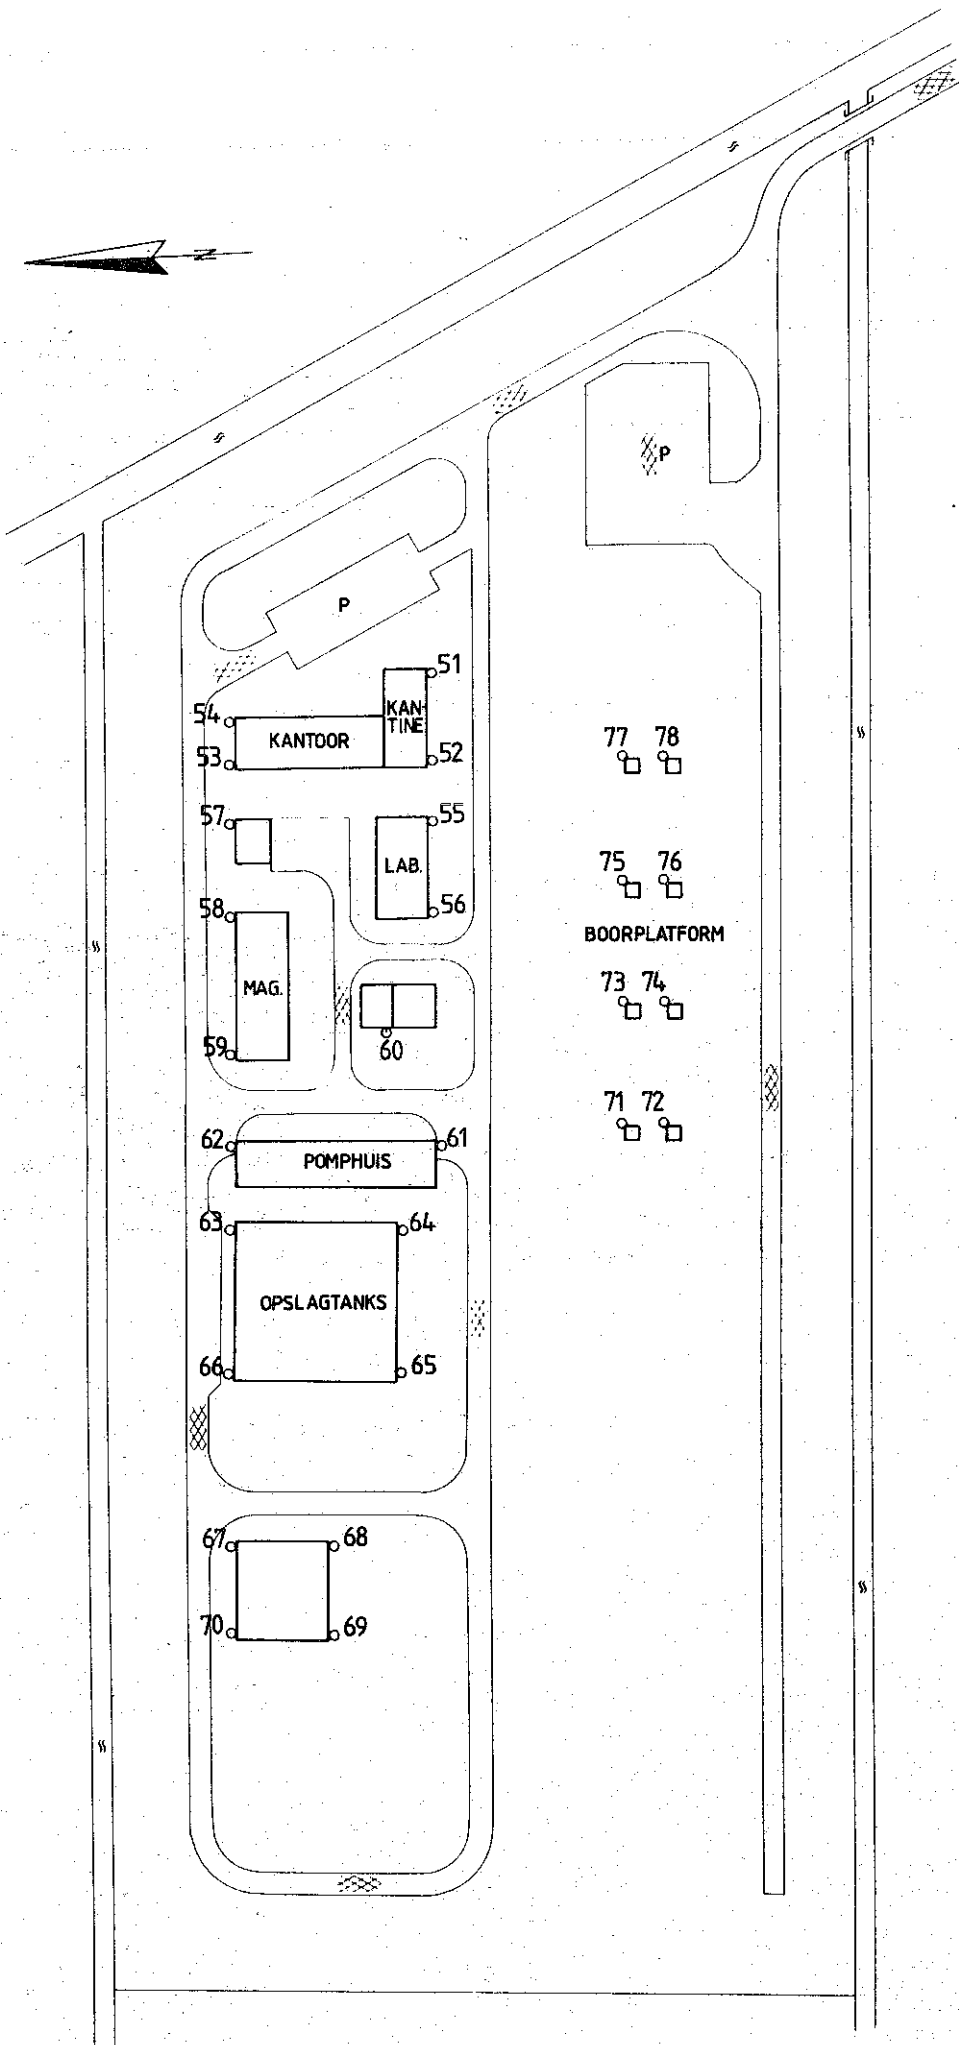 N
P
P
51
54
KAN-
TINE
KANTOOR
53
52
77 78
57
55
LAB.
75 76
58
56
BOORPLATFORM
MAG.
73 74
59
60
71 72
62
61
POMPHUIS
63
64
OPSLAGTANKS
66
65
67
68
70
69